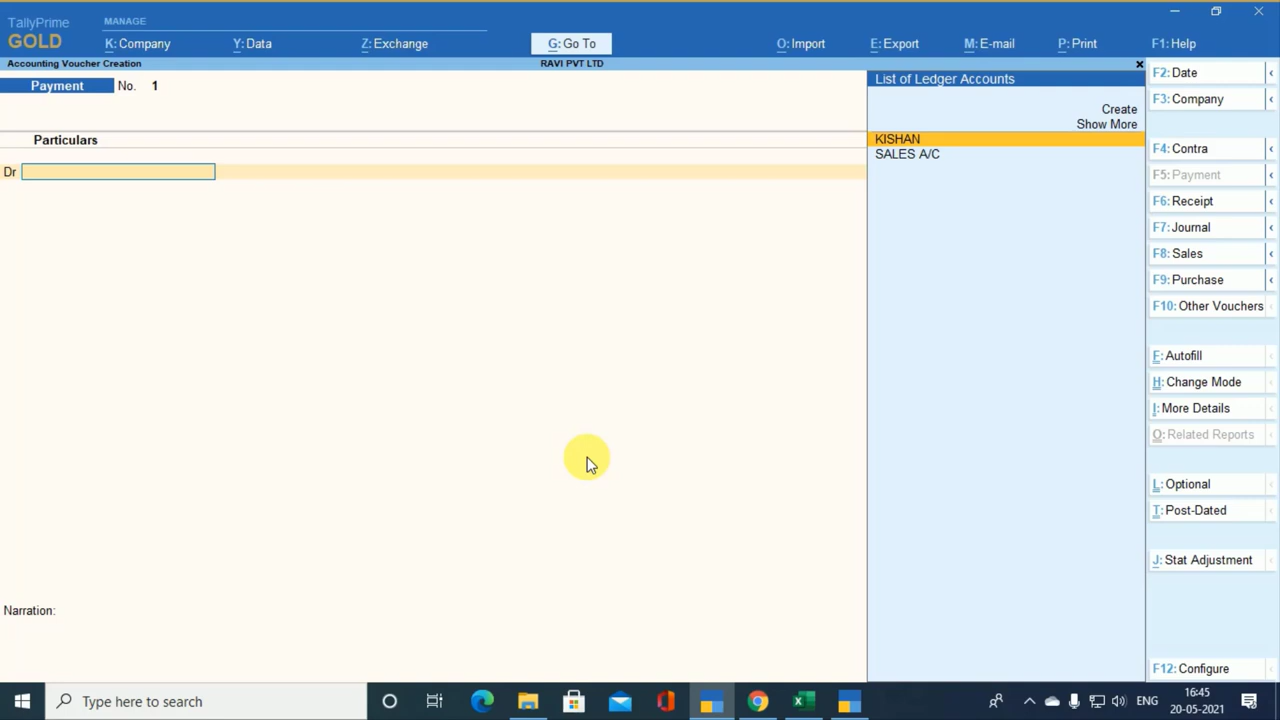 TallyPrime
GOLD
MANAGE
K: Company
Y: Data
Z: Exchange
G: Go To
O: Import
E: Export
M: E-mail
P: Print
F1: Help
Accounting Voucher Creation
RAVI PVT LTD
Payment No. 1
Particulars
Dr
Narration:
List of Ledger Accounts
Create
Show More
KISHAN
SALES A/C
F2: Date
F3: Company
F4: Contra
F5: Payment
F6: Receipt
F7: Journal
F8: Sales
F9: Purchase
F10: Other Vouchers
F: Autofill
H: Change Mode
I: More Details
O: Related Reports
L: Optional
T: Post-Dated
J: Stat Adjustment
F12: Configure
Type here to search
ENG
16:45
20-05-2021